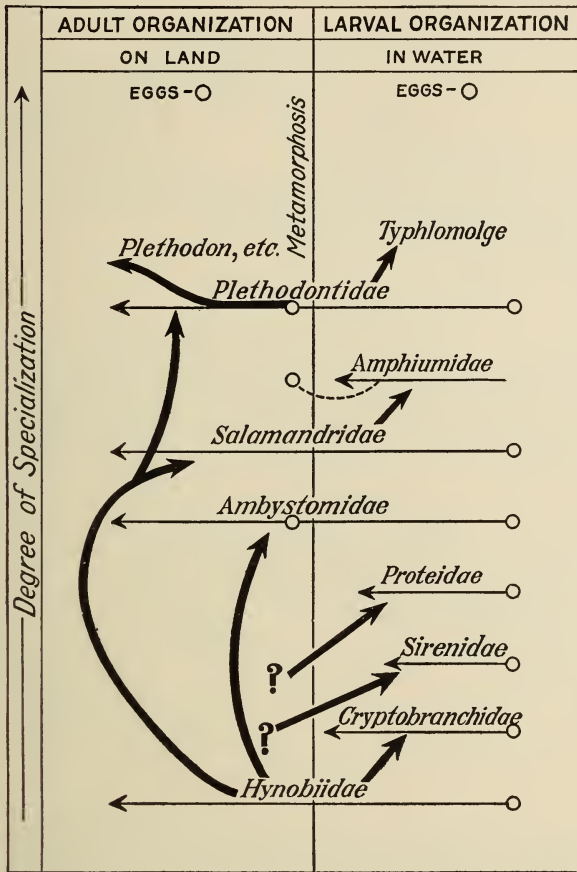 ADULT ORGANIZATION
LARVAL ORGANIZATION
ON LAND
IN WATER
EGGS-O
EGGS-O
Metamorphosis
Degree of Specialization
Plethodon, etc.
Typhlomolge
Plethodontidae
Amphiumidae
Salamandridae
Ambystomidae
Proteidae
Sirenidae
?
?
Cryptobranchidae
Hynobiidae